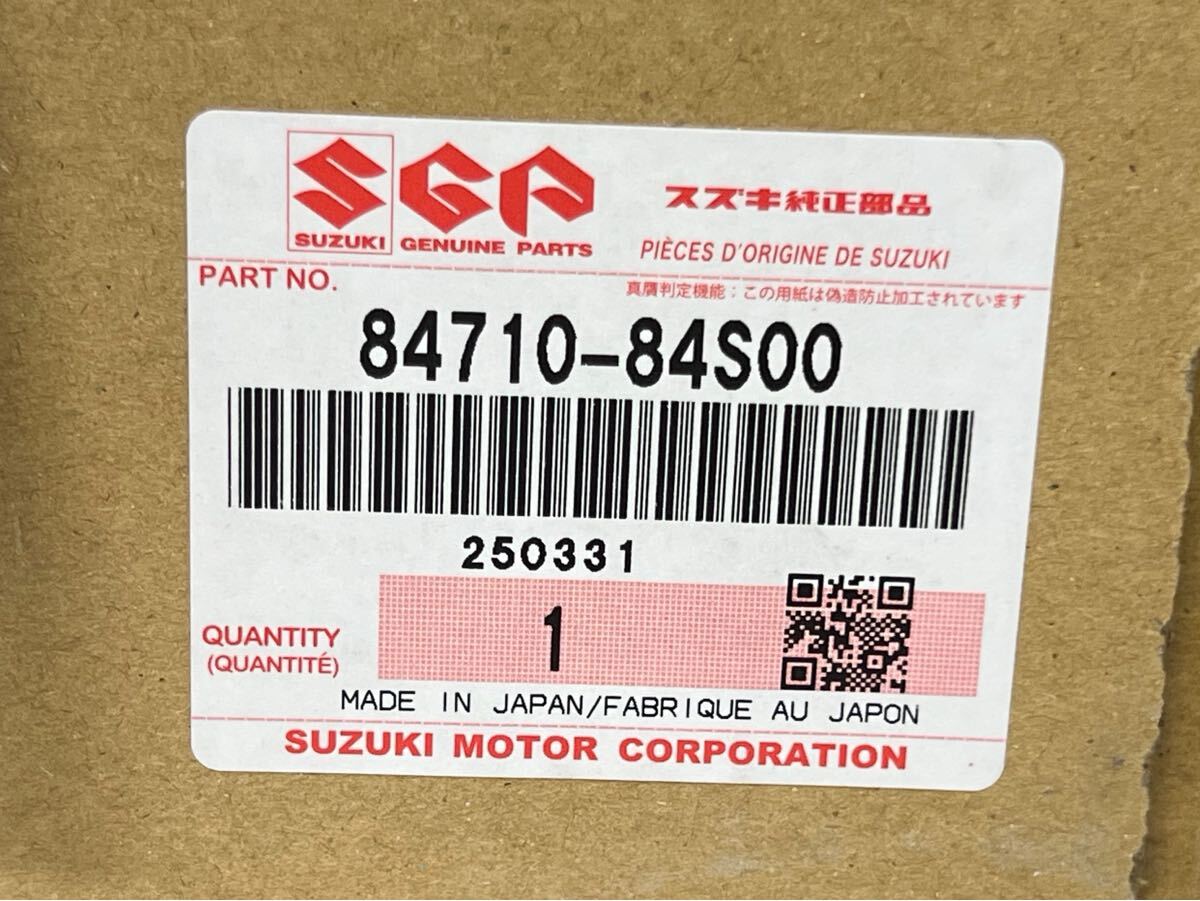 SGP
SUZUKI GENUINE PARTS
スズキ純正部品
PIÈCES D'ORIGINE DE SUZUKI
PART NO.
真贋判定機能：この用紙は偽造防止加工されています
84710-84S00
250331
QUANTITY
(QUANTITÉ)
1
MADE IN JAPAN/FABRIQUE AU JAPON
SUZUKI MOTOR CORPORATION